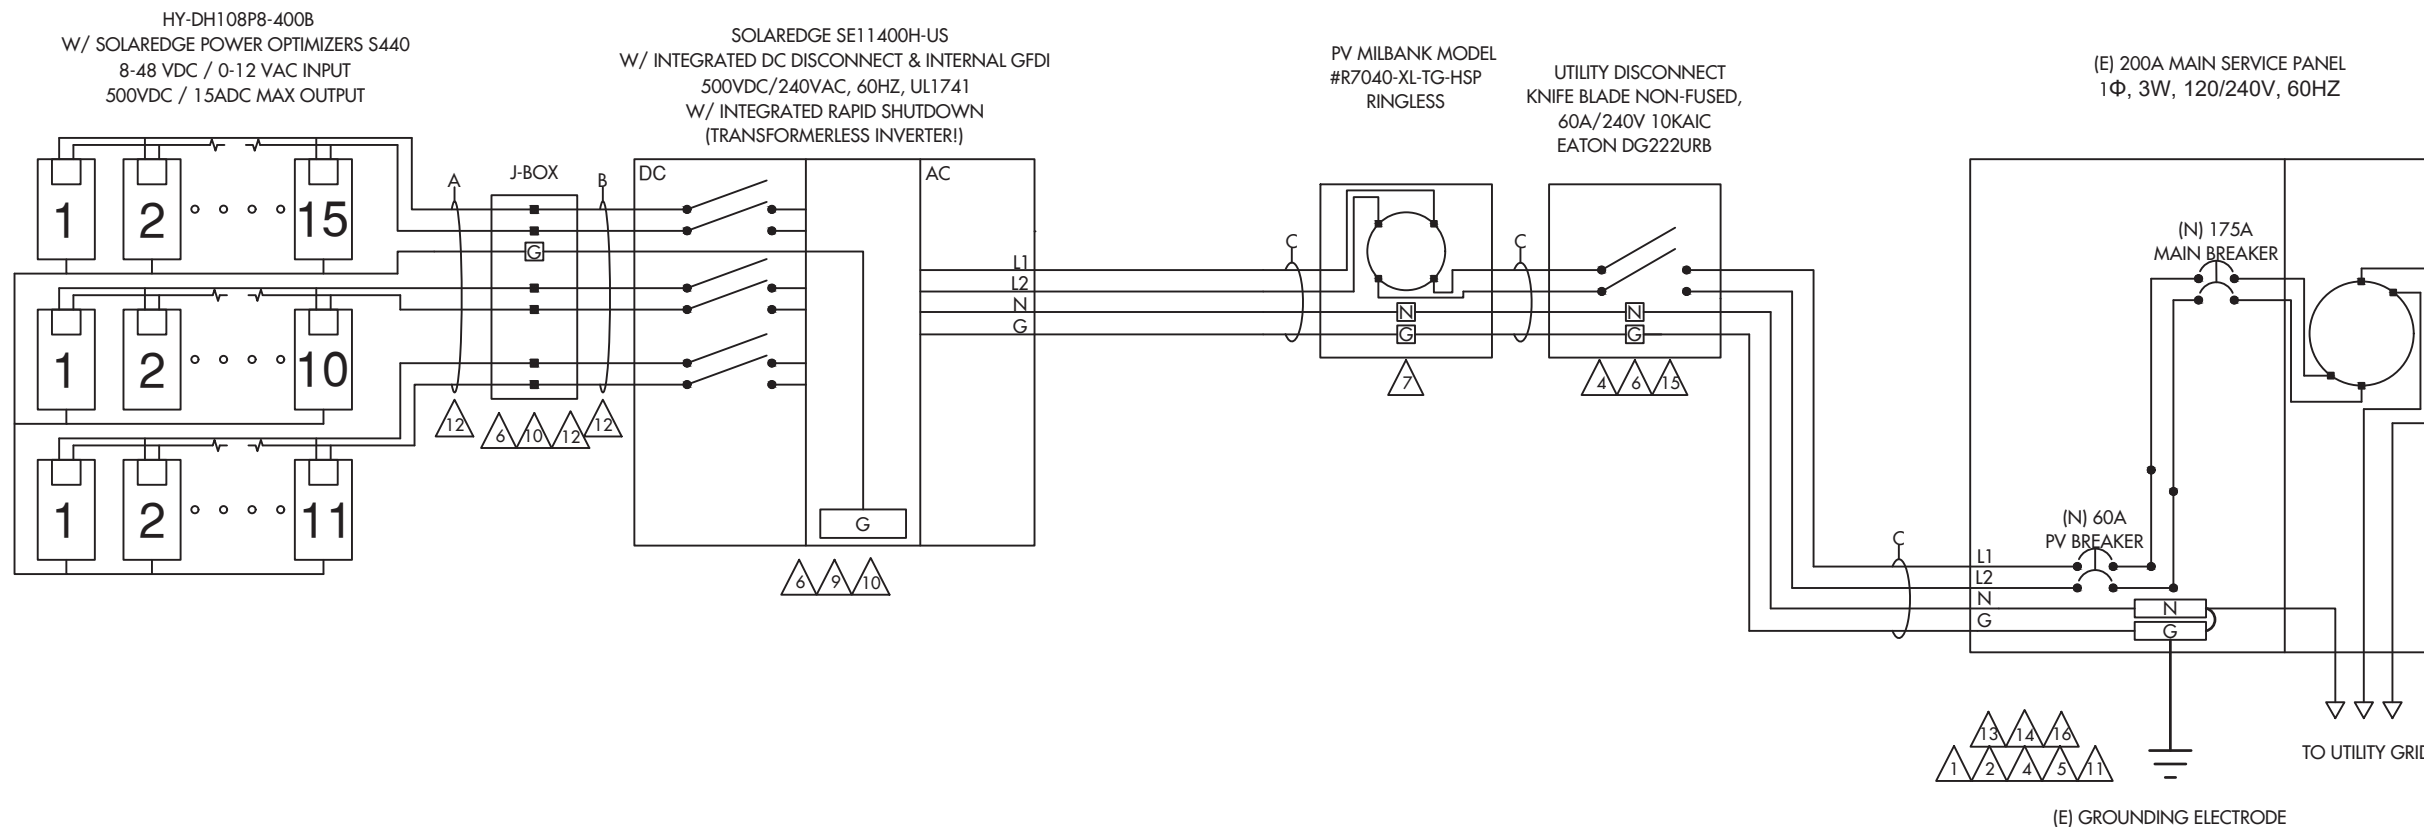 HY-DH108P8-400B
W/ SOLAREDGE POWER OPTIMIZERS S440
8-48 VDC / 0-12 VAC INPUT
500VDC / 15ADC MAX OUTPUT
SOLAREDGE SE11400H-US
W/ INTEGRATED DC DISCONNECT & INTERNAL GFDI
500VDC/240VAC, 60HZ, UL1741
W/ INTEGRATED RAPID SHUTDOWN
(TRANSFORMERLESS INVERTER!)
PV MILBANK MODEL
#R7040-XL-TG-HSP
RINGLESS
UTILITY DISCONNECT
KNIFE BLADE NON-FUSED,
60A/240V 10KAIC
EATON DG222URB
(E) 200A MAIN SERVICE PANEL
1Φ, 3W, 120/240V, 60HZ
1 2 15
1 2 10
1 2 11
A
J-BOX
B
G
12
6 10 12
12
DC
AC
G
6 9 10
L1
L2
N
G
C
N
G
7
C
N
G
4 6 15
C
(N) 175A
MAIN BREAKER
(N) 60A
PV BREAKER
L1
L2
N
G
N
G
13 14 16
1 2 4 5 11
TO UTILITY GRID
(E) GROUNDING ELECTRODE